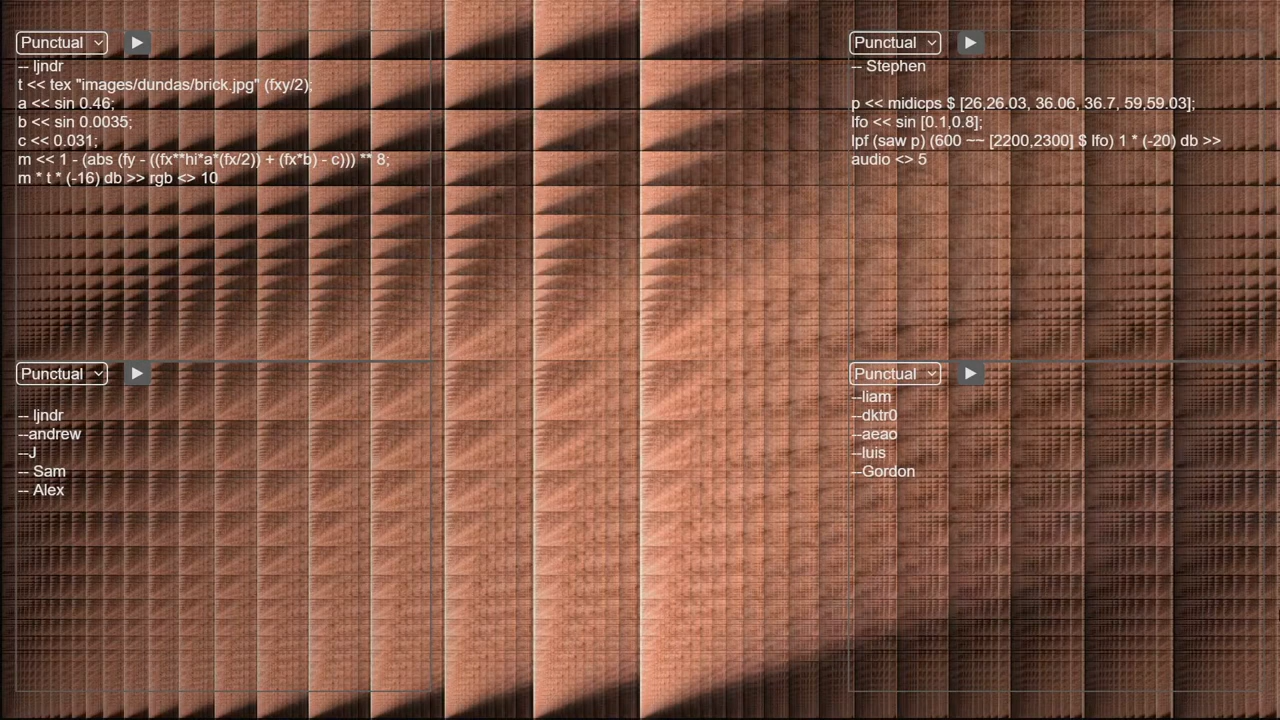 Punctual
-- ljndr
t << tex "images/dundas/brick.jpg" (fxy/2);
a << sin 0.46;
b << sin 0.0035;
c << 0.031;
m << 1 - (abs (fy - ((fx**hi*a*(fx/2)) + (fx*b) - c))) ** 8;
m * t * (-16) db >> rgb <> 10
Punctual
-- Stephen
p << midicps $ [26,26.03, 36.06, 36.7, 59,59.03];
lfo << sin [0.1,0.8];
lpf (saw p) (600 ~~ [2200,2300] $ lfo) 1 * (-20) db >>
audio <> 5
Punctual
-- ljndr
--andrew
--J
-- Sam
-- Alex
Punctual
--liam
--dktr0
--aeao
--luis
--Gordon